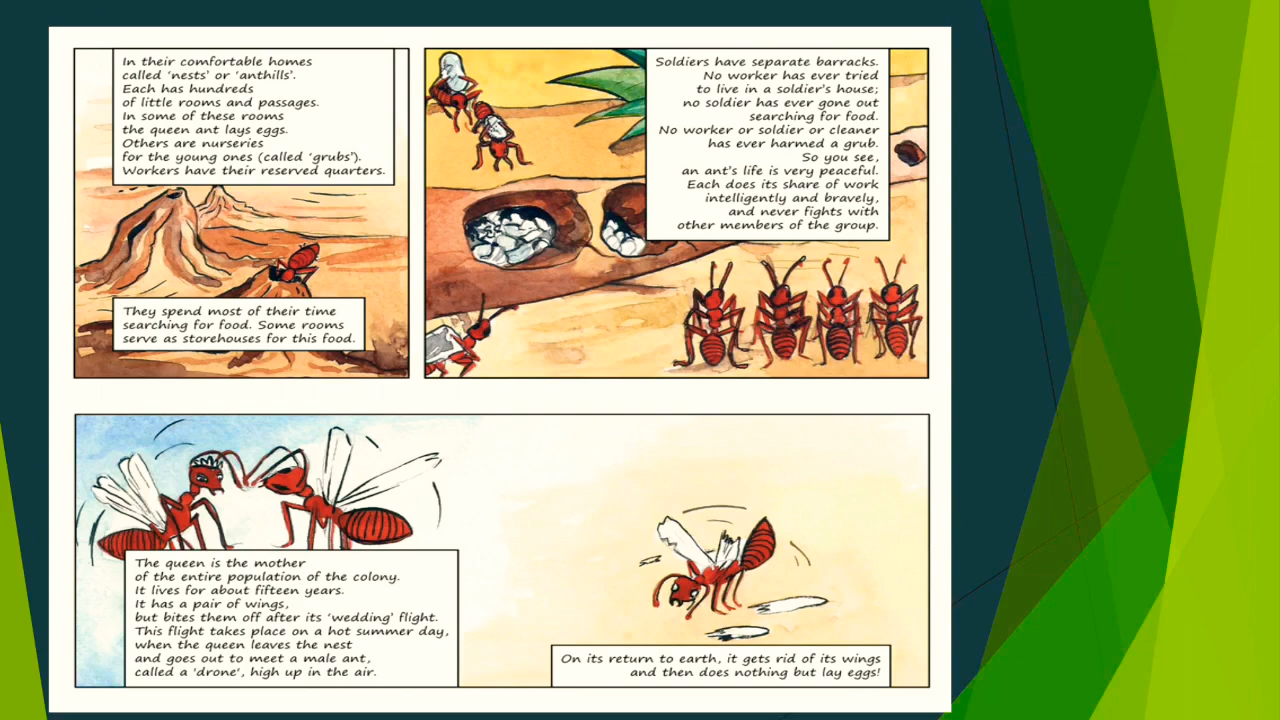 In their comfortable homes
called ‘nests’ or ‘anthills’.
Each has hundreds
of little rooms and passages.
In some of these rooms
the queen ant lays eggs.
Others are nurseries
for the young ones (called ‘grubs’).
Workers have their reserved quarters.
They spend most of their time
searching for food. Some rooms
serve as storehouses for this food.
Soldiers have separate barracks.
No worker has ever tried
to live in a soldier’s house;
no soldier has ever gone out
searching for food.
No worker or soldier or cleaner
has ever harmed a grub.
So you see,
an ant’s life is very peaceful.
Each does its share of work
intelligently and bravely,
and never fights with
other members of the group.
The queen is the mother
of the entire population of the colony.
It lives for about fifteen years.
It has a pair of wings,
but bites them off after its ‘wedding’ flight.
This flight takes place on a hot summer day,
when the queen leaves the nest
and goes out to meet a male ant,
called a ‘drone’, high up in the air.
On its return to earth, it gets rid of its wings
and then does nothing but lay eggs!